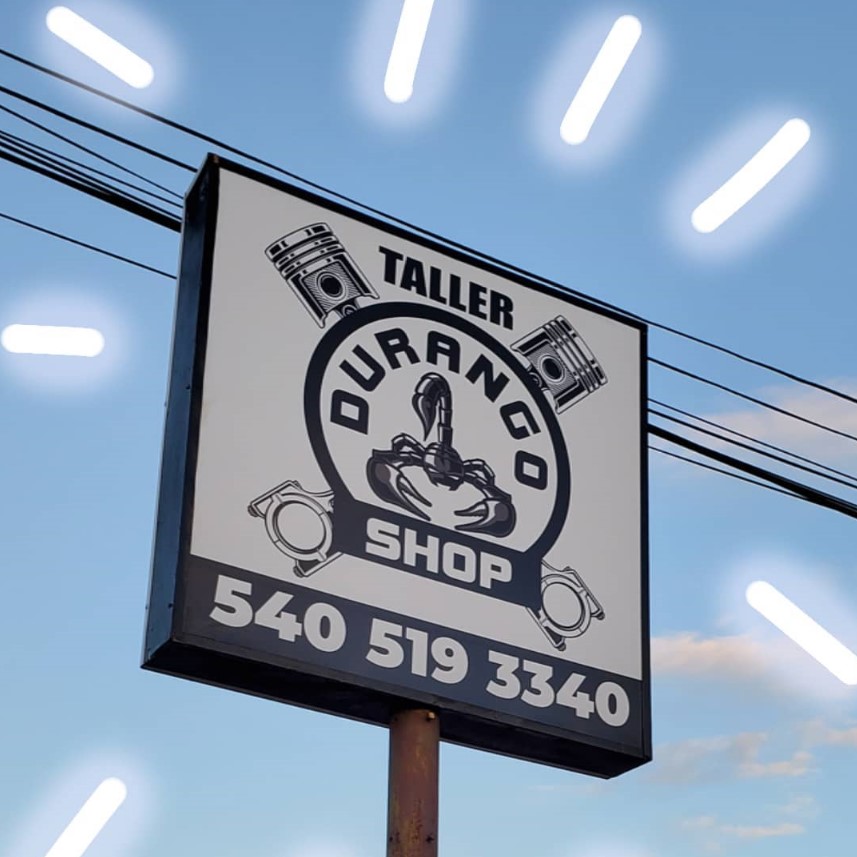 TALLER
DURANGO
SHOP
540 519 3340